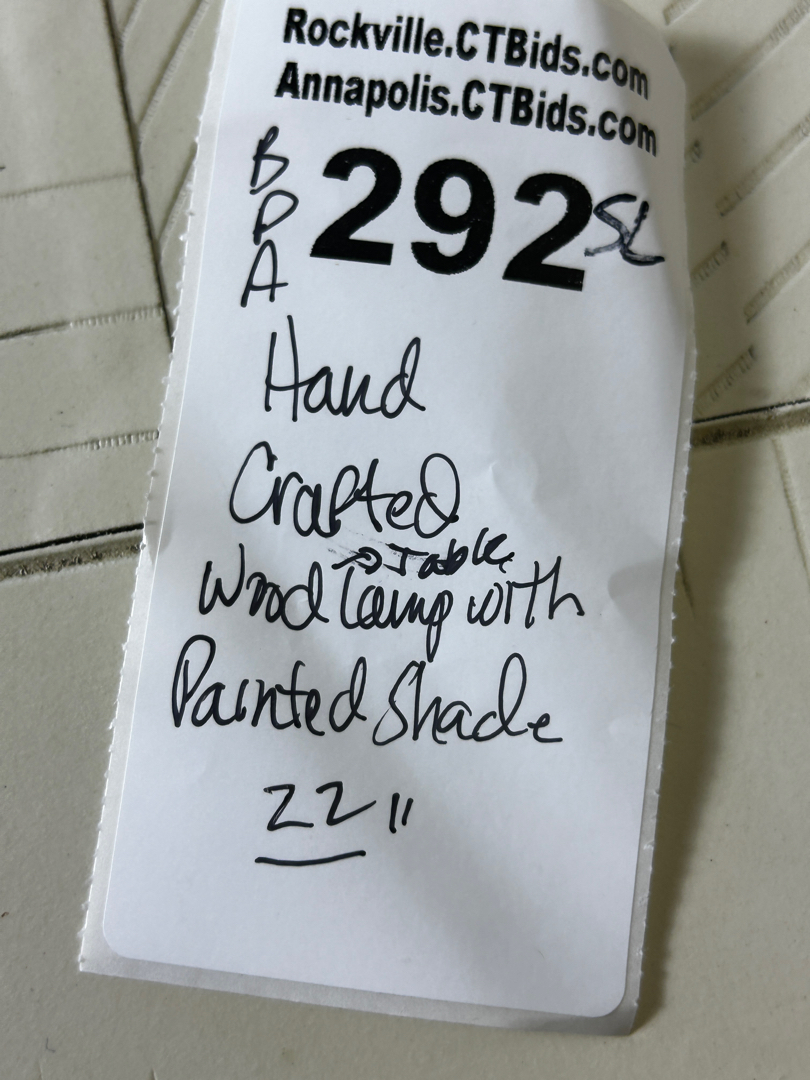 Rockville.CTBids.com
Annapolis.CTBids.com
B
P
A
292 SL
Hand
Crafted
Table
Wood Lamp with
Painted Shade
22"